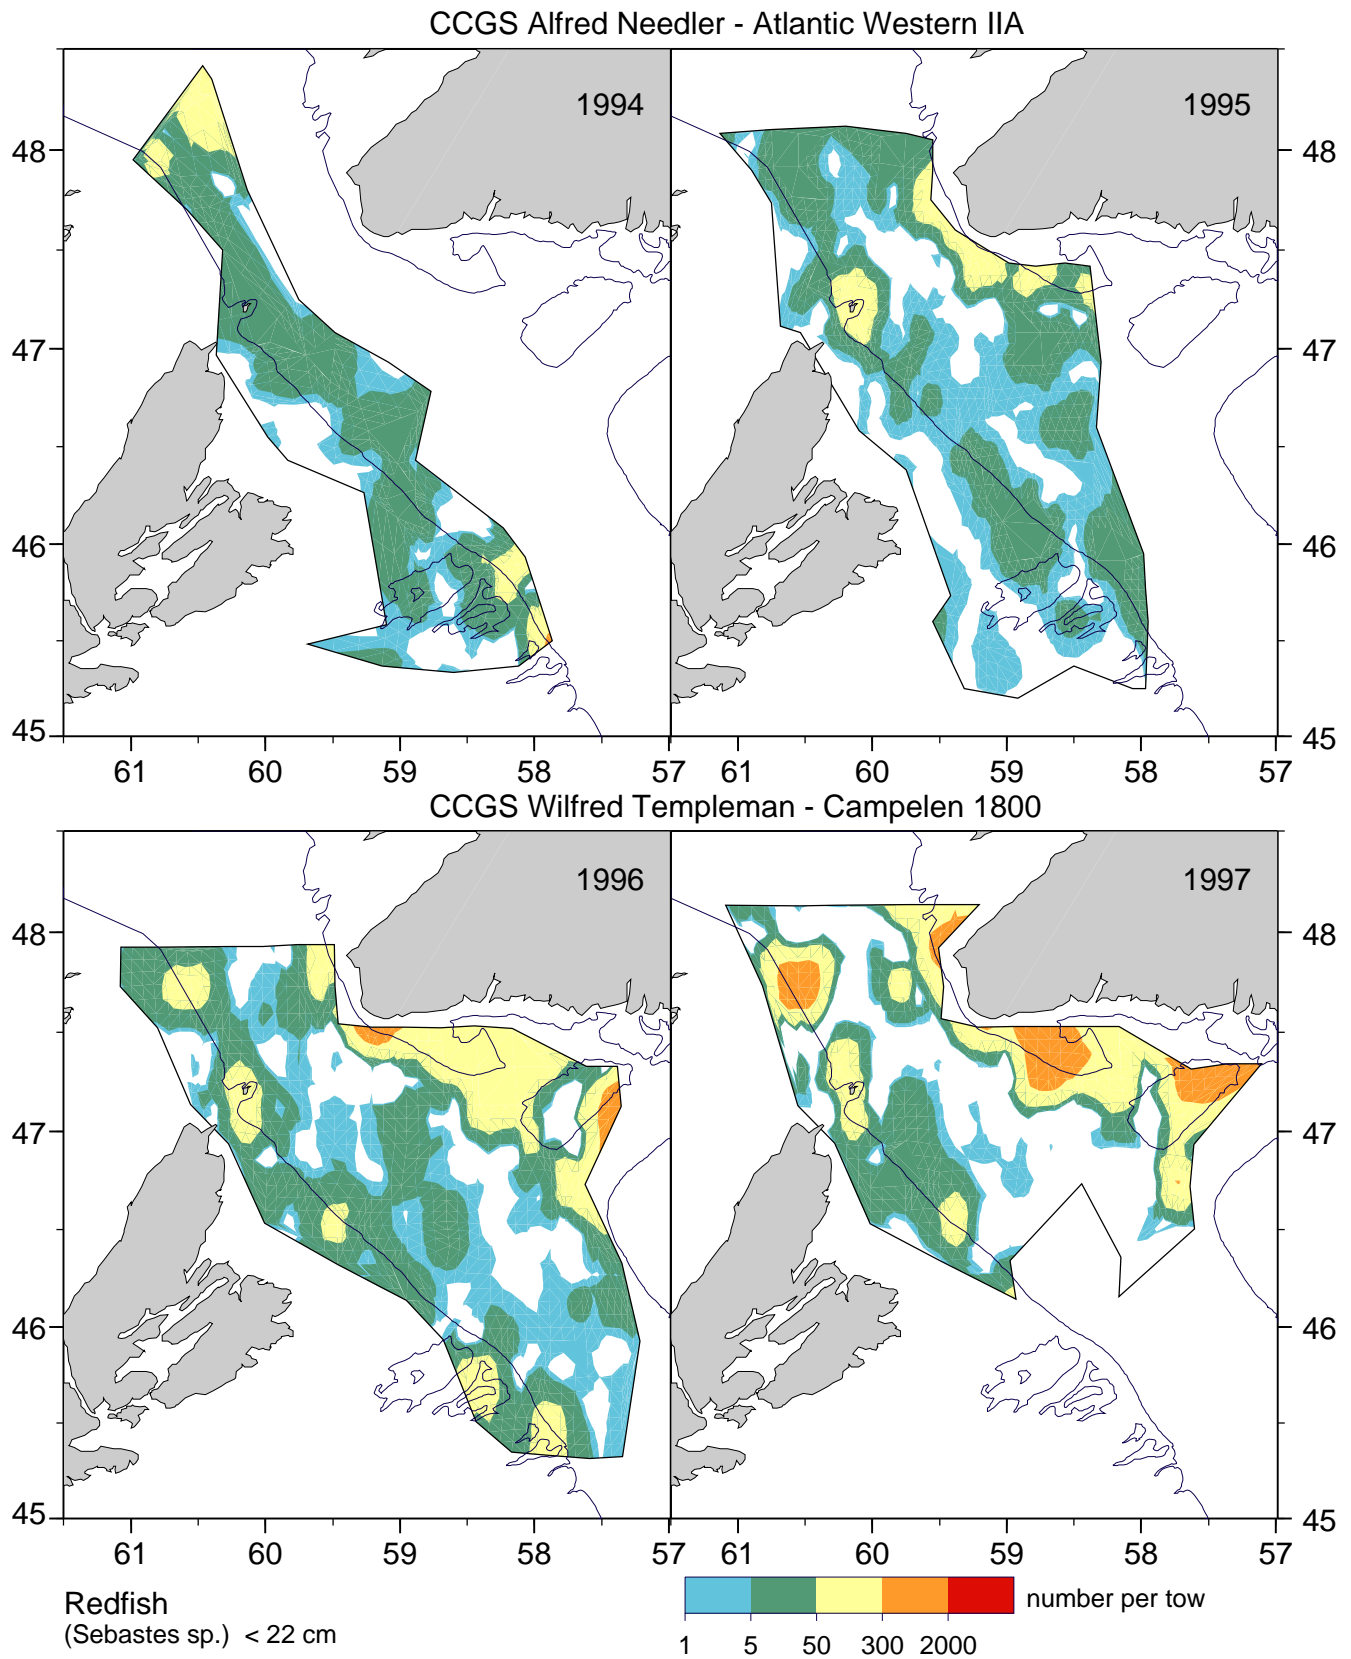 CCGS Alfred Needler - Atlantic Western IIA
1994
1995
48
48
47
47
46
46
45
45
61 60 59 58 57
61 60 59 58 57
CCGS Wilfred Templeman - Campelen 1800
1996
1997
48
48
47
47
46
46
45
45
61 60 59 58 57
61 60 59 58 57
Redfish
(Sebastes sp.) < 22 cm
number per tow
1 5 50 300 2000